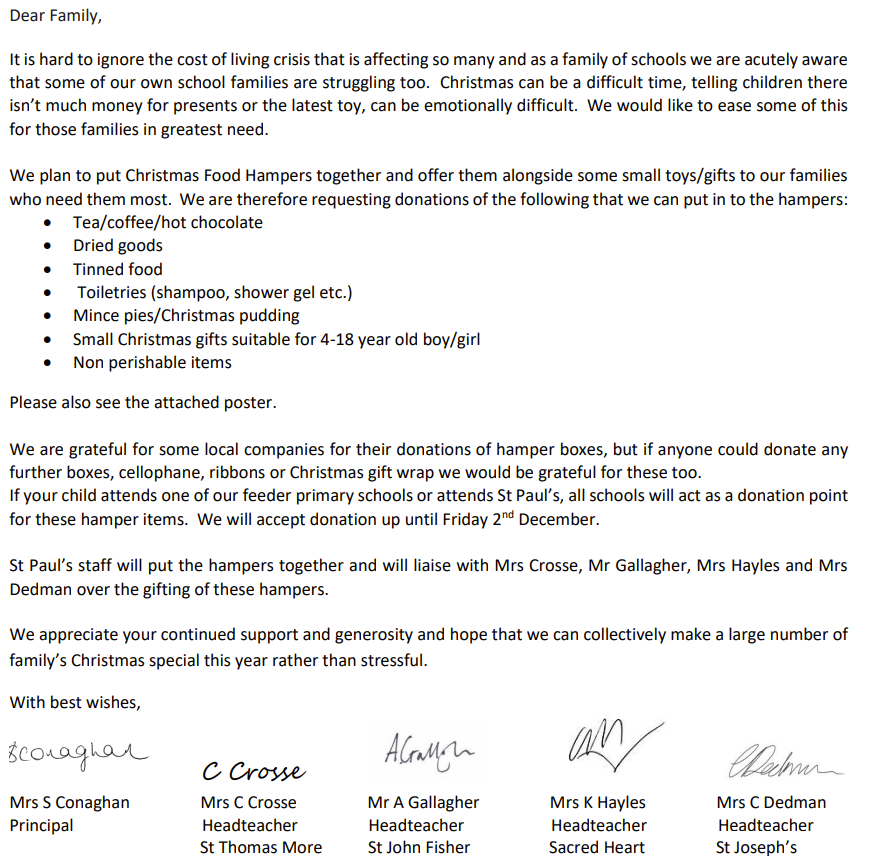 Dear Family,
It is hard to ignore the cost of living crisis that is affecting so many and as a family of schools we are acutely aware
that some of our own school families are struggling too.  Christmas can be a difficult time, telling children there
isn’t much money for presents or the latest toy, can be emotionally difficult.  We would like to ease some of this
for those families in greatest need.
We plan to put Christmas Food Hampers together and offer them alongside some small toys/gifts to our families
who need them most.  We are therefore requesting donations of the following that we can put in to the hampers:
• Tea/coffee/hot chocolate
• Dried goods
• Tinned food
• Toiletries (shampoo, shower gel etc.)
• Mince pies/Christmas pudding
• Small Christmas gifts suitable for 4-18 year old boy/girl
• Non perishable items
Please also see the attached poster.
We are grateful for some local companies for their donations of hamper boxes, but if anyone could donate any
further boxes, cellophane, ribbons or Christmas gift wrap we would be grateful for these too.
If your child attends one of our feeder primary schools or attends St Paul’s, all schools will act as a donation point
for these hamper items.  We will accept donation up until Friday 2nd December.
St Paul’s staff will put the hampers together and will liaise with Mrs Crosse, Mr Gallagher, Mrs Hayles and Mrs
Dedman over the gifting of these hampers.
We appreciate your continued support and generosity and hope that we can collectively make a large number of
family’s Christmas special this year rather than stressful.
With best wishes,
SConaghan C Crosse AGallagher CDedman
Mrs S Conaghan Mrs C Crosse Mr A Gallagher Mrs K Hayles Mrs C Dedman
Principal Headteacher Headteacher Headteacher Headteacher
St Thomas More St John Fisher Sacred Heart St Joseph’s